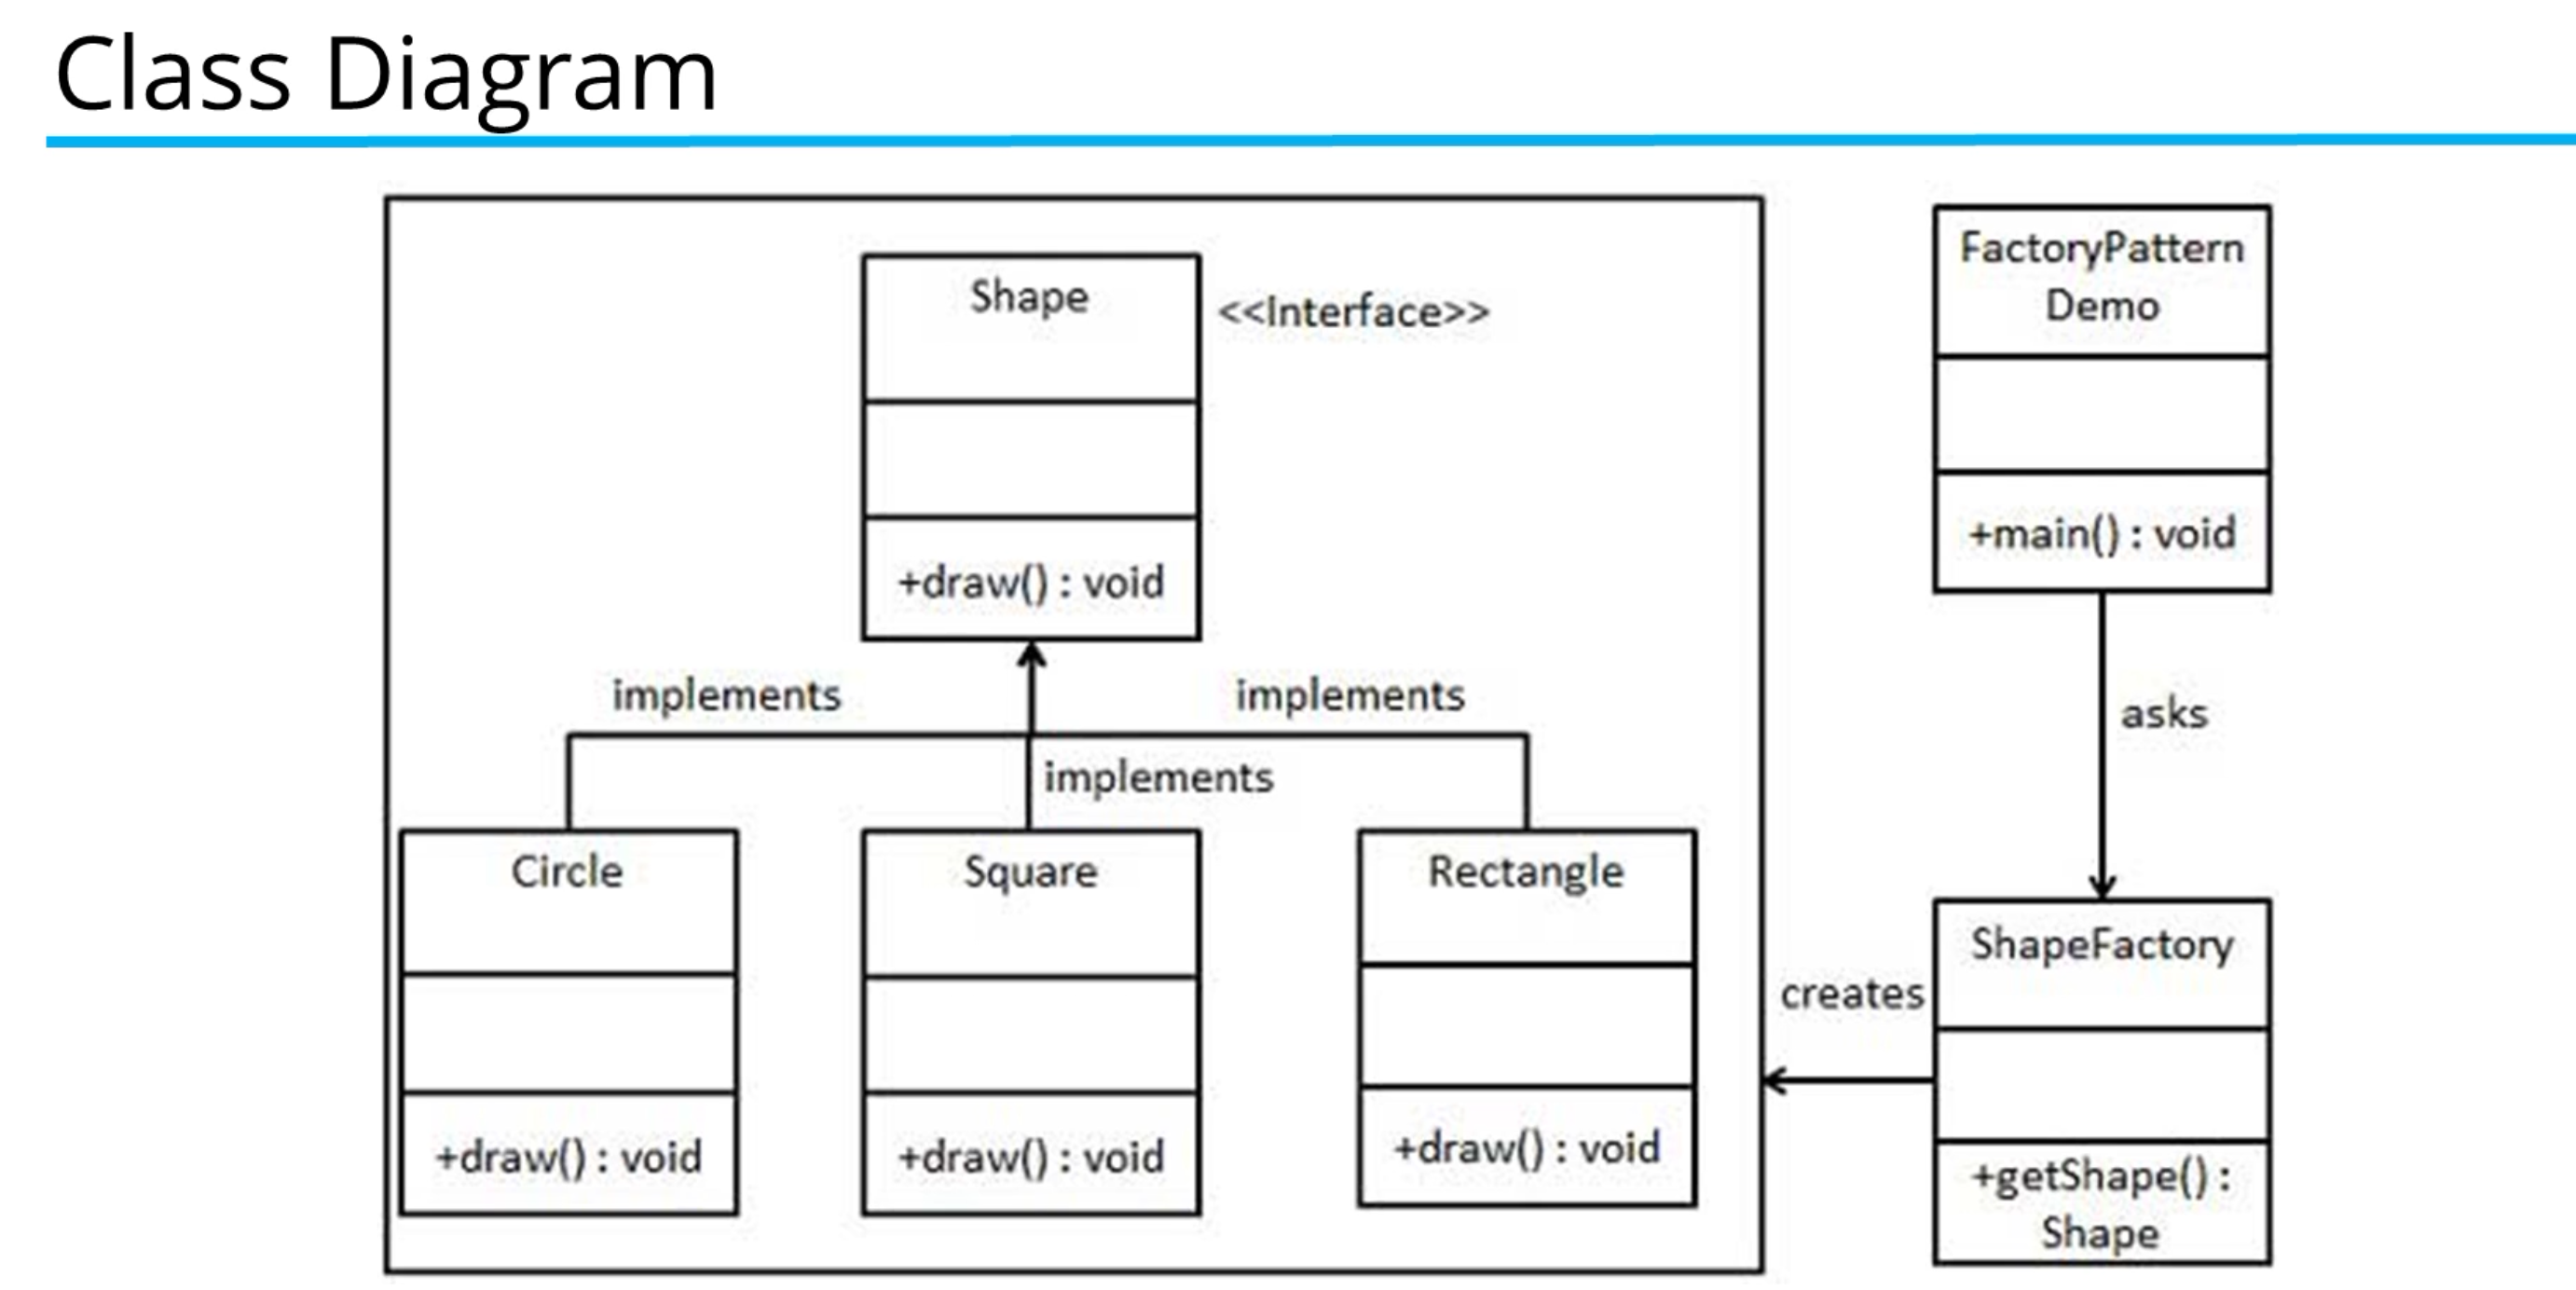 Class Diagram
Shape
<<Interface>>
+draw() : void
implements
implements
implements
Circle
+draw() : void
Square
+draw() : void
Rectangle
+draw() : void
FactoryPattern
Demo
+main() : void
asks
ShapeFactory
+getShape() :
Shape
creates